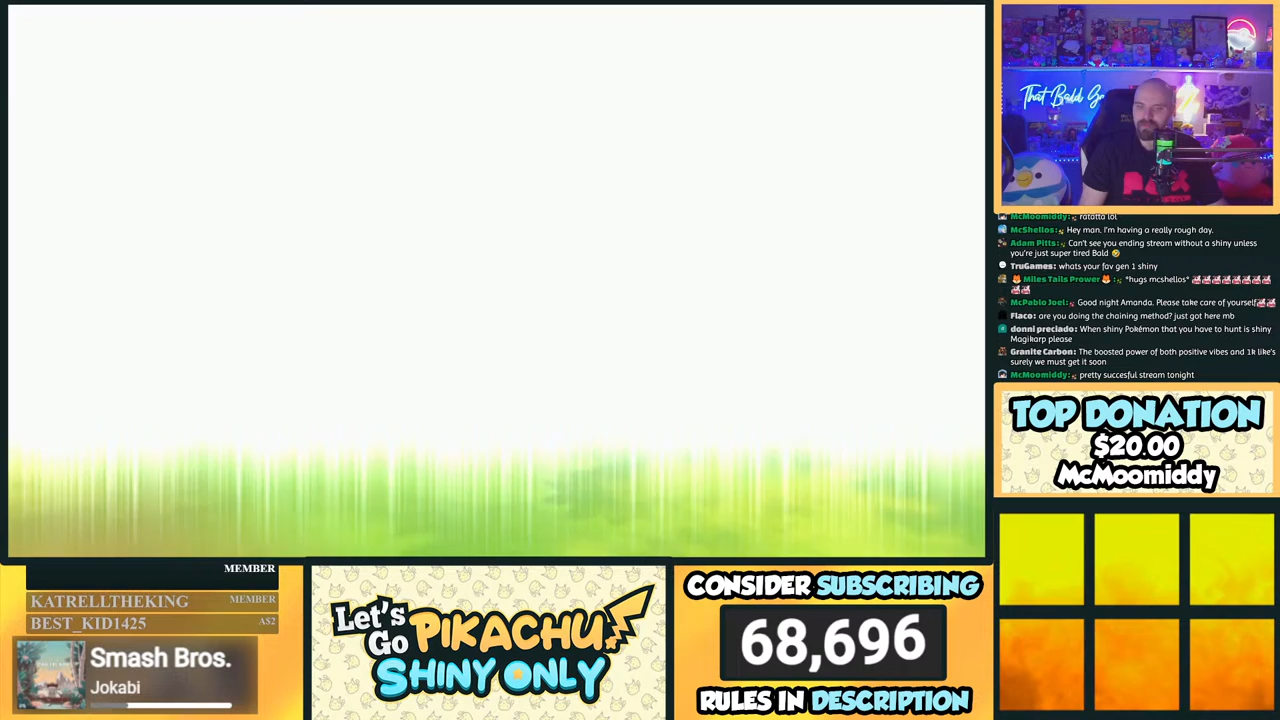 That Bald G
McMoomiddy: ratatta lol
McShellos: Hey man. I'm having a really rough day.
Adam Pitts: Can't see you ending stream without a shiny unless
you're just super tired Bald 🤣
TruGames: whats your fav gen 1 shiny
Miles Tails Prower: *hugs mcshellos*
McPablo Joel: Good night Amanda. Please take care of yourself
Flaco: are you doing the chaining method? just got here mb
donni preciado: When shiny Pokémon that you have to hunt is shiny
Magikarp please
Granite Carbon: The boosted power of both positive vibes and 1k like's
surely we must get it soon
McMoomiddy: pretty succesful stream tonight
TOP DONATION
$20.00
McMoomiddy
MEMBER
KATRELLTHEKING MEMBER
BEST_KID1425 A$2
Smash Bros.
Jokabi
Let's
Go PIKACHU
SHINY ONLY
CONSIDER SUBSCRIBING
68,696
RULES IN DESCRIPTION